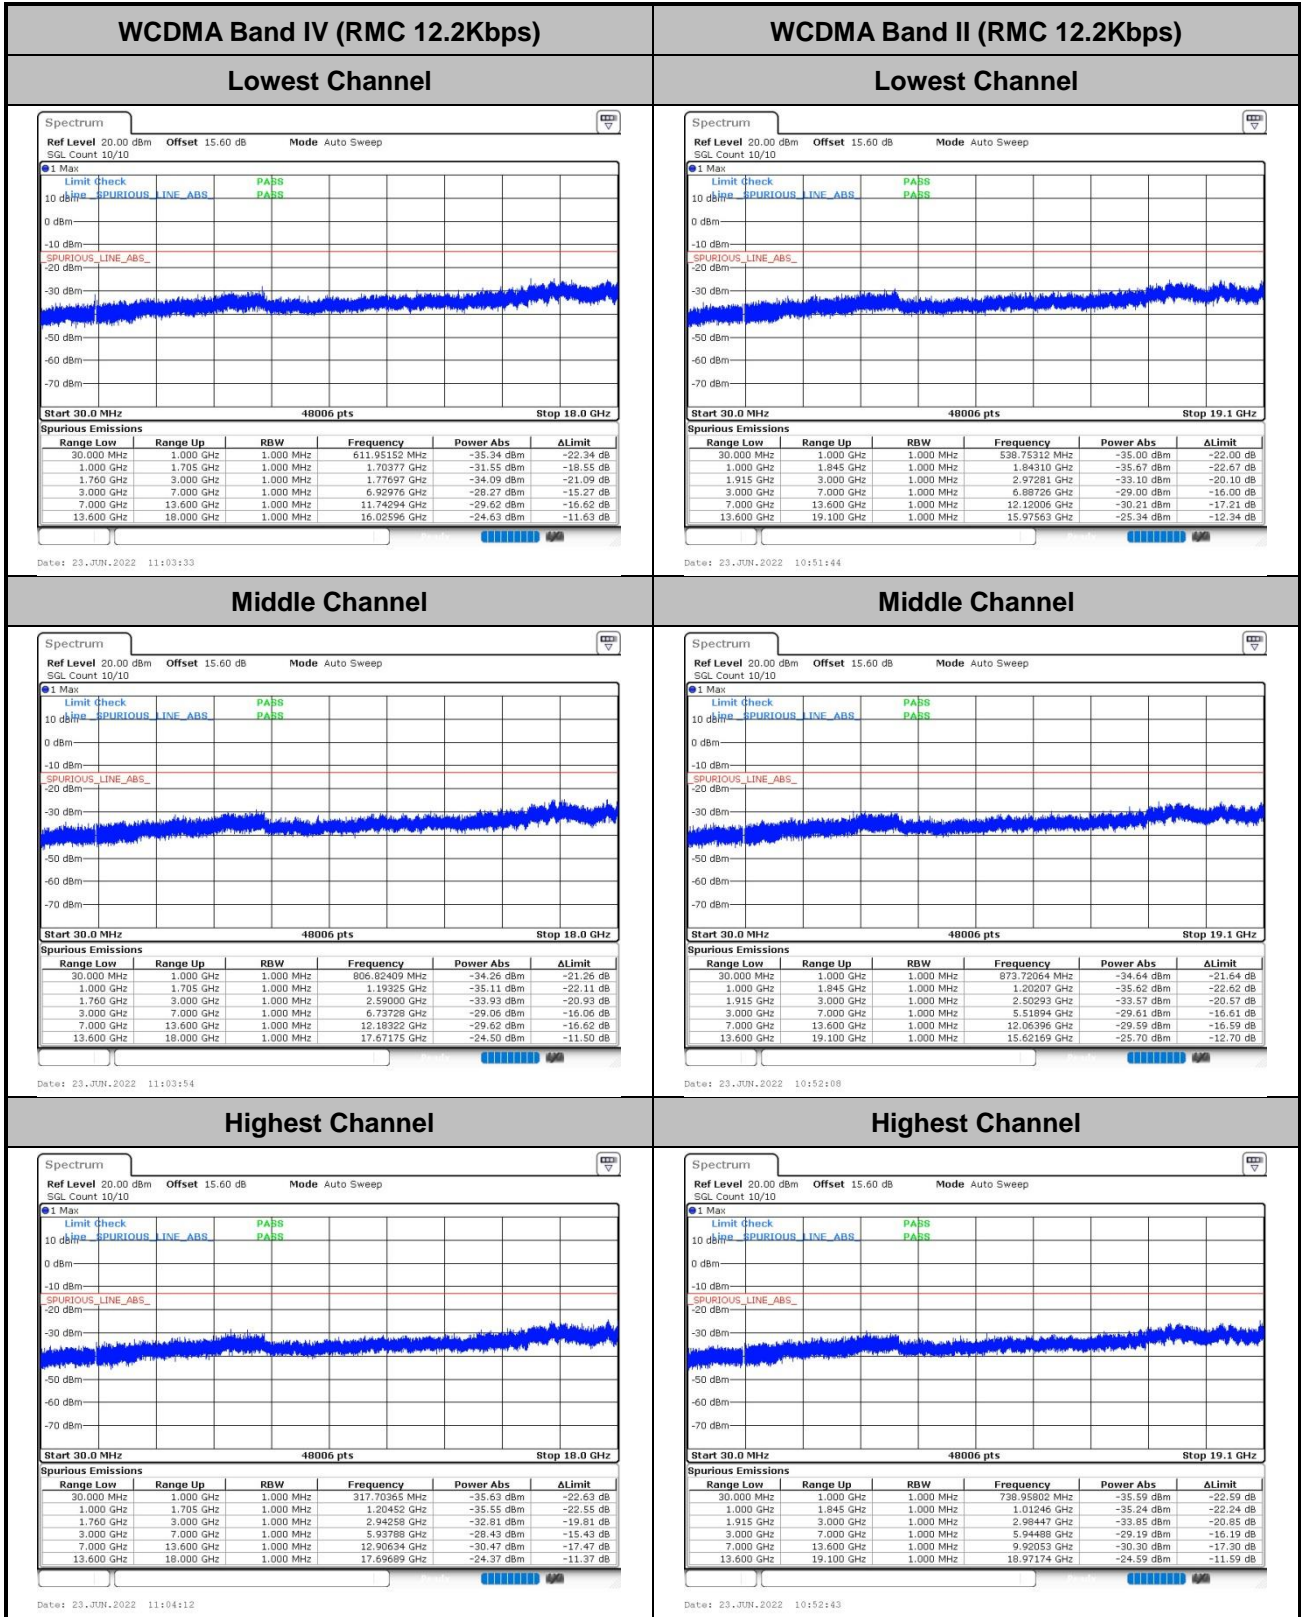 WCDMA Band IV (RMC 12.2Kbps) WCDMA Band II (RMC 12.2Kbps)
Lowest Channel Lowest Channel
Spectrum
Ref Level 20.00 dBm Offset 15.60 dB Mode Auto Sweep
SGL Count 10/10
1 Max
Limit Check PASS
10 dBm Line _SPURIOUS_LINE_ABS_ PASS
0 dBm
-10 dBm
_SPURIOUS_LINE_ABS_
-20 dBm
-30 dBm
-50 dBm
-60 dBm
-70 dBm
Start 30.0 MHz 48006 pts Stop 18.0 GHz
Spurious Emissions
Range Low Range Up RBW Frequency Power Abs ΔLimit
30.000 MHz 1.000 GHz 1.000 MHz 611.95152 MHz -35.34 dBm -22.34 dB
1.000 GHz 1.705 GHz 1.000 MHz 1.70377 GHz -31.55 dBm -18.55 dB
1.760 GHz 3.000 GHz 1.000 MHz 1.77697 GHz -34.09 dBm -21.09 dB
3.000 GHz 7.000 GHz 1.000 MHz 6.92976 GHz -28.27 dBm -15.27 dB
7.000 GHz 13.600 GHz 1.000 MHz 11.74294 GHz -29.62 dBm -16.62 dB
13.600 GHz 18.000 GHz 1.000 MHz 16.02596 GHz -24.63 dBm -11.63 dB
Date: 23.JUN.2022 11:03:33
Spectrum
Ref Level 20.00 dBm Offset 15.60 dB Mode Auto Sweep
SGL Count 10/10
1 Max
Limit Check PASS
10 dBm Line _SPURIOUS_LINE_ABS_ PASS
0 dBm
-10 dBm
_SPURIOUS_LINE_ABS_
-20 dBm
-30 dBm
-50 dBm
-60 dBm
-70 dBm
Start 30.0 MHz 48006 pts Stop 19.1 GHz
Spurious Emissions
Range Low Range Up RBW Frequency Power Abs ΔLimit
30.000 MHz 1.000 GHz 1.000 MHz 538.75312 MHz -35.00 dBm -22.00 dB
1.000 GHz 1.845 GHz 1.000 MHz 1.84310 GHz -35.67 dBm -22.67 dB
1.915 GHz 3.000 GHz 1.000 MHz 2.97281 GHz -33.10 dBm -20.10 dB
3.000 GHz 7.000 GHz 1.000 MHz 6.88726 GHz -29.00 dBm -16.00 dB
7.000 GHz 13.600 GHz 1.000 MHz 12.12006 GHz -30.21 dBm -17.21 dB
13.600 GHz 19.100 GHz 1.000 MHz 15.97563 GHz -25.34 dBm -12.34 dB
Date: 23.JUN.2022 10:51:44
Middle Channel Middle Channel
Spectrum
Ref Level 20.00 dBm Offset 15.60 dB Mode Auto Sweep
SGL Count 10/10
1 Max
Limit Check PASS
10 dBm Line _SPURIOUS_LINE_ABS_ PASS
0 dBm
-10 dBm
_SPURIOUS_LINE_ABS_
-20 dBm
-30 dBm
-50 dBm
-60 dBm
-70 dBm
Start 30.0 MHz 48006 pts Stop 18.0 GHz
Spurious Emissions
Range Low Range Up RBW Frequency Power Abs ΔLimit
30.000 MHz 1.000 GHz 1.000 MHz 806.82409 MHz -34.26 dBm -21.26 dB
1.000 GHz 1.705 GHz 1.000 MHz 1.19325 GHz -35.11 dBm -22.11 dB
1.760 GHz 3.000 GHz 1.000 MHz 2.59000 GHz -33.93 dBm -20.93 dB
3.000 GHz 7.000 GHz 1.000 MHz 6.73728 GHz -29.06 dBm -16.06 dB
7.000 GHz 13.600 GHz 1.000 MHz 12.18322 GHz -29.62 dBm -16.62 dB
13.600 GHz 18.000 GHz 1.000 MHz 17.67175 GHz -24.50 dBm -11.50 dB
Date: 23.JUN.2022 11:03:54
Spectrum
Ref Level 20.00 dBm Offset 15.60 dB Mode Auto Sweep
SGL Count 10/10
1 Max
Limit Check PASS
10 dBm Line _SPURIOUS_LINE_ABS_ PASS
0 dBm
-10 dBm
_SPURIOUS_LINE_ABS_
-20 dBm
-30 dBm
-50 dBm
-60 dBm
-70 dBm
Start 30.0 MHz 48006 pts Stop 19.1 GHz
Spurious Emissions
Range Low Range Up RBW Frequency Power Abs ΔLimit
30.000 MHz 1.000 GHz 1.000 MHz 873.72064 MHz -34.64 dBm -21.64 dB
1.000 GHz 1.845 GHz 1.000 MHz 1.20207 GHz -35.62 dBm -22.62 dB
1.915 GHz 3.000 GHz 1.000 MHz 2.50293 GHz -33.57 dBm -20.57 dB
3.000 GHz 7.000 GHz 1.000 MHz 5.51894 GHz -29.61 dBm -16.61 dB
7.000 GHz 13.600 GHz 1.000 MHz 12.06396 GHz -29.59 dBm -16.59 dB
13.600 GHz 19.100 GHz 1.000 MHz 15.62169 GHz -25.70 dBm -12.70 dB
Date: 23.JUN.2022 10:52:08
Highest Channel Highest Channel
Spectrum
Ref Level 20.00 dBm Offset 15.60 dB Mode Auto Sweep
SGL Count 10/10
1 Max
Limit Check PASS
10 dBm Line _SPURIOUS_LINE_ABS_ PASS
0 dBm
-10 dBm
_SPURIOUS_LINE_ABS_
-20 dBm
-30 dBm
-50 dBm
-60 dBm
-70 dBm
Start 30.0 MHz 48006 pts Stop 18.0 GHz
Spurious Emissions
Range Low Range Up RBW Frequency Power Abs ΔLimit
30.000 MHz 1.000 GHz 1.000 MHz 317.70365 MHz -35.63 dBm -22.63 dB
1.000 GHz 1.705 GHz 1.000 MHz 1.20452 GHz -35.55 dBm -22.55 dB
1.760 GHz 3.000 GHz 1.000 MHz 2.94258 GHz -32.81 dBm -19.81 dB
3.000 GHz 7.000 GHz 1.000 MHz 5.93788 GHz -28.43 dBm -15.43 dB
7.000 GHz 13.600 GHz 1.000 MHz 12.90634 GHz -30.47 dBm -17.47 dB
13.600 GHz 18.000 GHz 1.000 MHz 17.69689 GHz -24.37 dBm -11.37 dB
Date: 23.JUN.2022 11:04:12
Spectrum
Ref Level 20.00 dBm Offset 15.60 dB Mode Auto Sweep
SGL Count 10/10
1 Max
Limit Check PASS
10 dBm Line _SPURIOUS_LINE_ABS_ PASS
0 dBm
-10 dBm
_SPURIOUS_LINE_ABS_
-20 dBm
-30 dBm
-50 dBm
-60 dBm
-70 dBm
Start 30.0 MHz 48006 pts Stop 19.1 GHz
Spurious Emissions
Range Low Range Up RBW Frequency Power Abs ΔLimit
30.000 MHz 1.000 GHz 1.000 MHz 738.95802 MHz -35.59 dBm -22.59 dB
1.000 GHz 1.845 GHz 1.000 MHz 1.01246 GHz -35.24 dBm -22.24 dB
1.915 GHz 3.000 GHz 1.000 MHz 2.98447 GHz -33.85 dBm -20.85 dB
3.000 GHz 7.000 GHz 1.000 MHz 5.94488 GHz -29.19 dBm -16.19 dB
7.000 GHz 13.600 GHz 1.000 MHz 9.92053 GHz -30.30 dBm -17.30 dB
13.600 GHz 19.100 GHz 1.000 MHz 18.97174 GHz -24.59 dBm -11.59 dB
Date: 23.JUN.2022 10:52:43